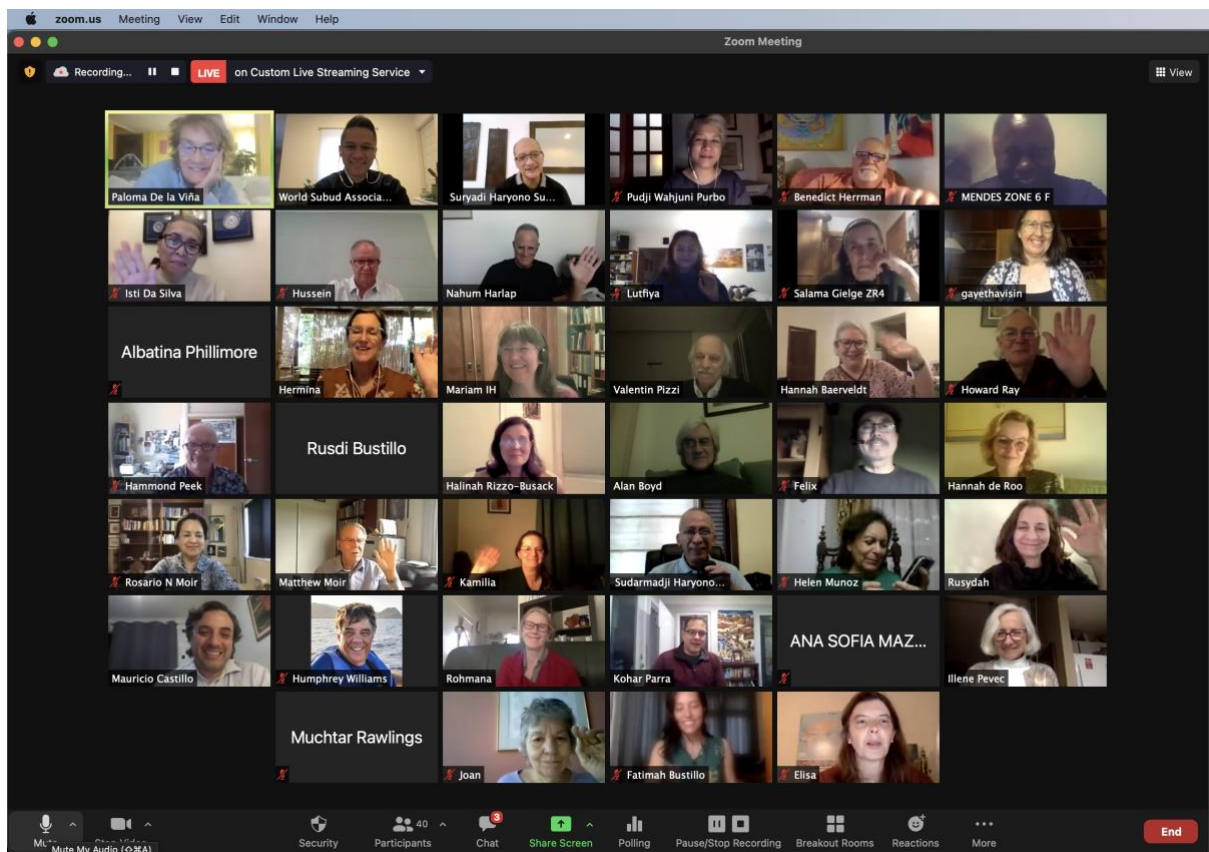 zoom.us Meeting View Edit Window Help
Zoom Meeting
Recording... LIVE on Custom Live Streaming Service View
Paloma De la Viña
World Subud Associa...
Suryadi Haryono Su...
Pudji Wahjuni Purbo
Benedict Herrman
MENDES ZONE 6 F
Isti Da Silva
Hussein
Nahum Harlap
Lutfiya
Salama Gielge ZR4
gayethavisin
Albatina Phillimore
Hermina
Mariam IH
Valentin Pizzi
Hannah Baerveldt
Howard Ray
Hammond Peek
Rusdi Bustillo
Halinah Rizzo-Busack
Alan Boyd
Felix
Hannah de Roo
Rosario N Moir
Matthew Moir
Kamilia
Sudarmadji Haryono...
Helen Munoz
Rusydah
Mauricio Castillo
Humphrey Williams
Rohmana
Kohar Parra
ANA SOFIA MAZ...
Illene Pevec
Muchtar Rawlings
Joan
Fatimah Bustillo
Elisa
40 3
Security Participants Chat Share Screen Polling Pause/Stop Recording Breakout Rooms Reactions More End
Mute My Audio (⇧⌘A)